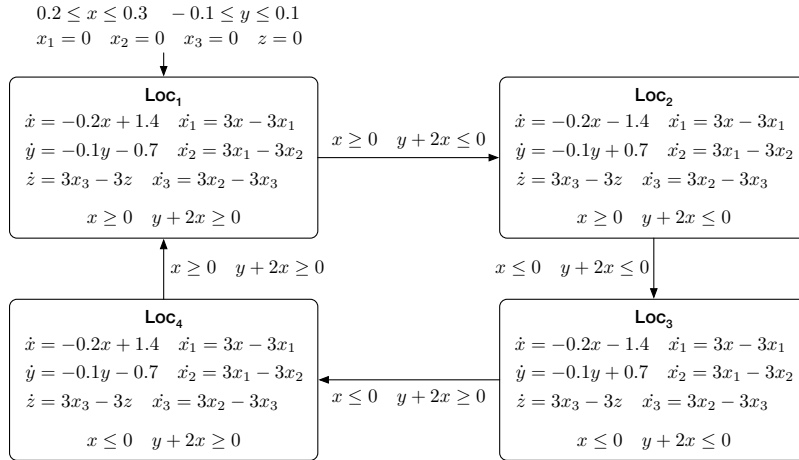 0.2 ≤ x ≤ 0.3   −0.1 ≤ y ≤ 0.1
x₁ = 0   x₂ = 0   x₃ = 0   z = 0
Loc₁
ẋ = −0.2x + 1.4   ẋ₁ = 3x − 3x₁
ẏ = −0.1y − 0.7   ẋ₂ = 3x₁ − 3x₂
ż = 3x₃ − 3z   ẋ₃ = 3x₂ − 3x₃
x ≥ 0   y + 2x ≥ 0
x ≥ 0   y + 2x ≤ 0
Loc₂
ẋ = −0.2x − 1.4   ẋ₁ = 3x − 3x₁
ẏ = −0.1y + 0.7   ẋ₂ = 3x₁ − 3x₂
ż = 3x₃ − 3z   ẋ₃ = 3x₂ − 3x₃
x ≥ 0   y + 2x ≤ 0
x ≥ 0   y + 2x ≥ 0
x ≤ 0   y + 2x ≤ 0
Loc₄
ẋ = −0.2x + 1.4   ẋ₁ = 3x − 3x₁
ẏ = −0.1y − 0.7   ẋ₂ = 3x₁ − 3x₂
ż = 3x₃ − 3z   ẋ₃ = 3x₂ − 3x₃
x ≤ 0   y + 2x ≥ 0
x ≤ 0   y + 2x ≥ 0
Loc₃
ẋ = −0.2x − 1.4   ẋ₁ = 3x − 3x₁
ẏ = −0.1y + 0.7   ẋ₂ = 3x₁ − 3x₂
ż = 3x₃ − 3z   ẋ₃ = 3x₂ − 3x₃
x ≤ 0   y + 2x ≤ 0